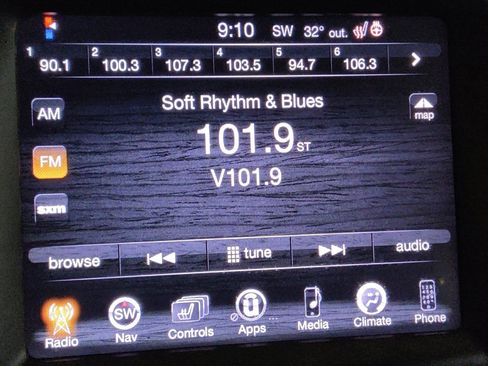 9:10 SW 32° out.
1 2 3 4 5 6
90.1 100.3 107.3 103.5 94.7 106.3
AM
Soft Rhythm & Blues
map
101.9 ST
FM
V101.9
sxm
browse tune audio
SW
Radio Nav Controls Apps Media Climate Phone